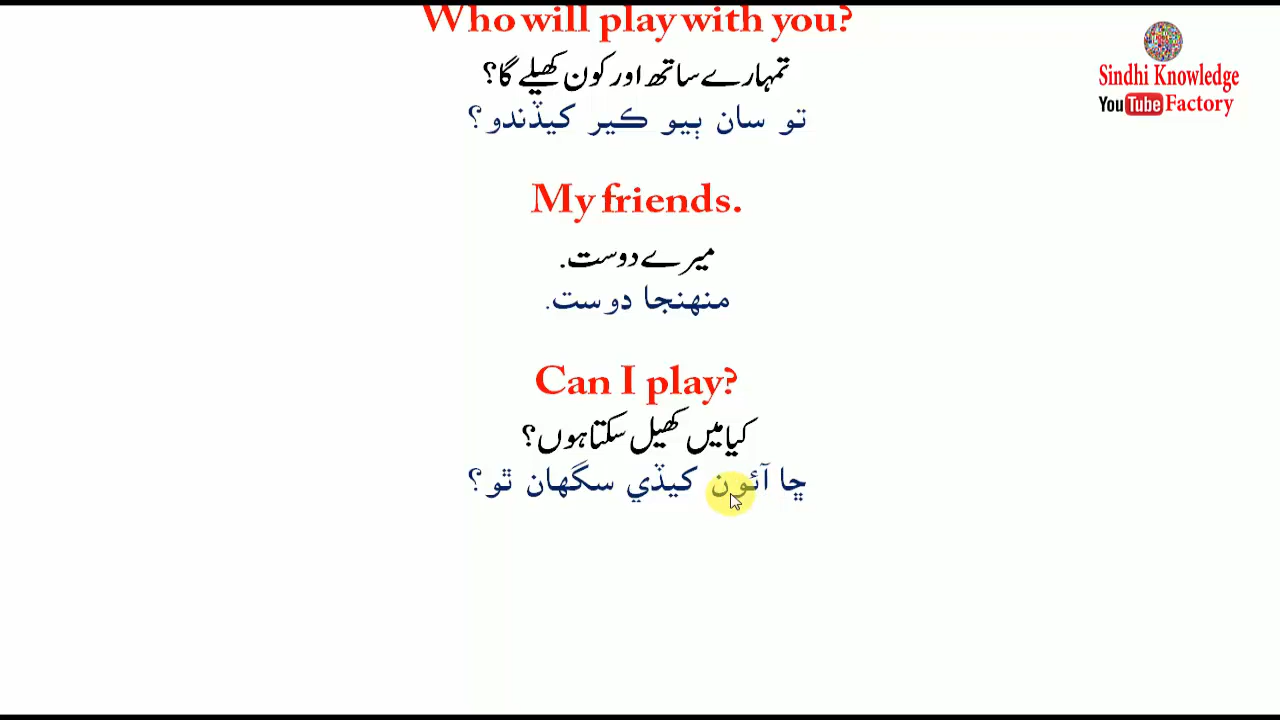 Who will play with you?
تمہارے ساتھ اور کون کھیلے گا؟
تو سان ٻيو ڪير کيڏندو؟
My friends.
میرے دوست.
منهنجا دوست.
Can I play?
کیا میں کھیل سکتا ہوں؟
ڇا آئون کيڏي سگهان ٿو؟
Sindhi Knowledge
YouTube Factory